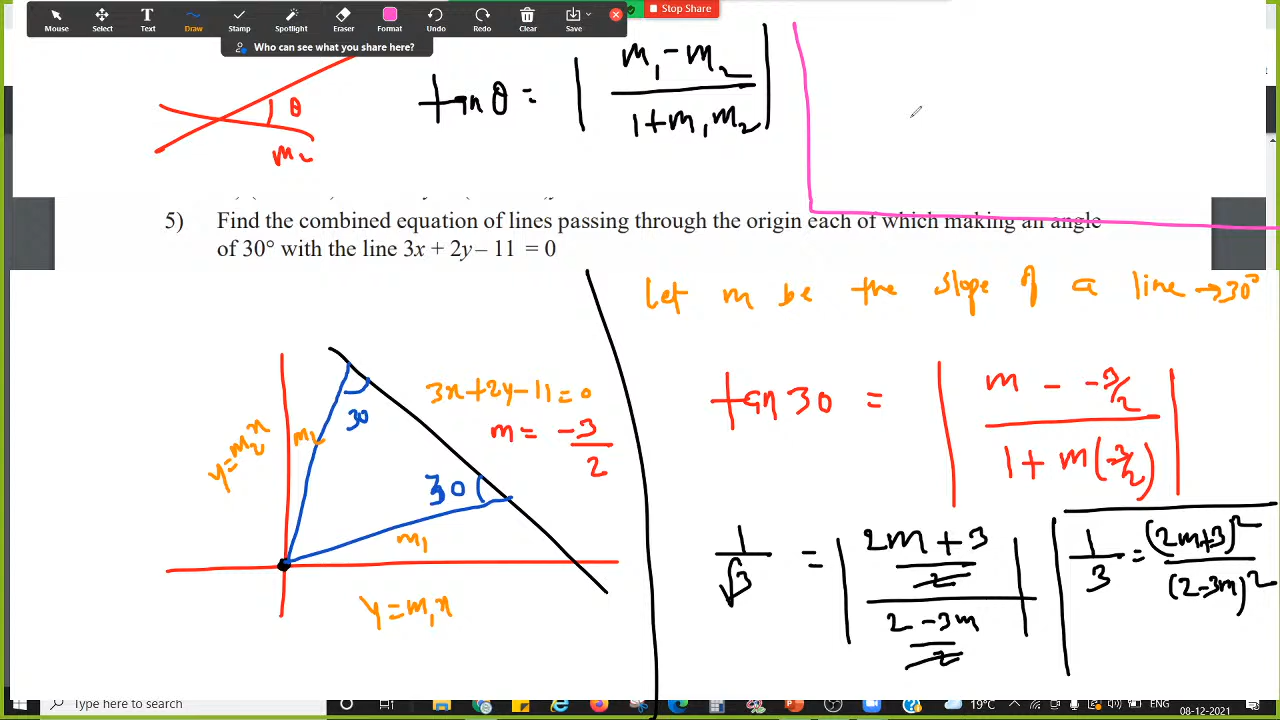 Stop Share
Mouse Select Text Draw Stamp Spotlight Eraser Format Undo Redo Clear Save
Who can see what you share here?
θ
m₂
tan θ = | m₁ - m₂ / 1 + m₁m₂ |
5) Find the combined equation of lines passing through the origin each of which making an angle
of 30° with the line 3x + 2y – 11 = 0
Let m be the slope of a line → 30°
3x + 2y - 11 = 0
m = -3/2
30
30
m₂
m₁
y = m₂x
y = m₁x
tan 30 = | m - -3/2 / 1 + m(-3/2) |
1/√3 = | 2m + 3 / 2 / 2 - 3m / 2 |
1/3 = (2m+3)² / (2-3m)²
Type here to search
19°C
ENG
08-12-2021